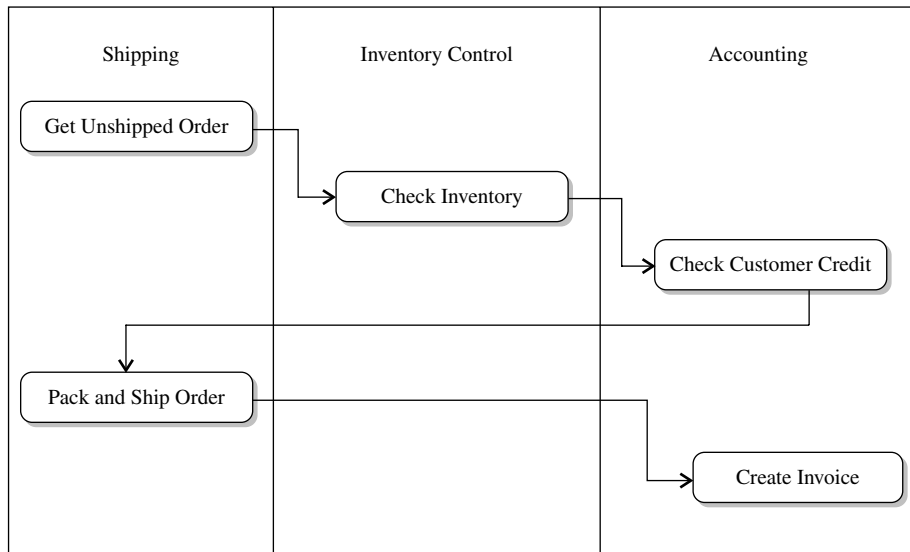 Shipping
Inventory Control
Accounting
Get Unshipped Order
Check Inventory
Check Customer Credit
Pack and Ship Order
Create Invoice